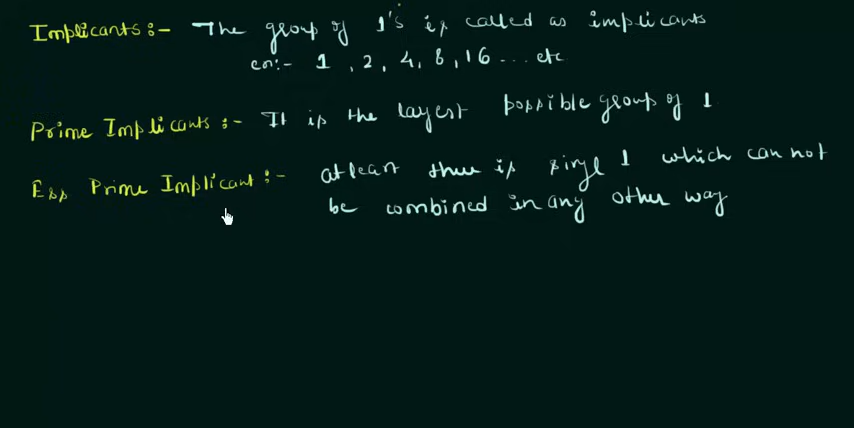 Implicants :- The group of 1's is called as implicants
en:- 1 , 2, 4, 8, 16 ... etc
Prime Implicants :- It is the largest possible group of 1
Ess Prime Implicant :- atleast there is single 1 which can not
be combined in any other way